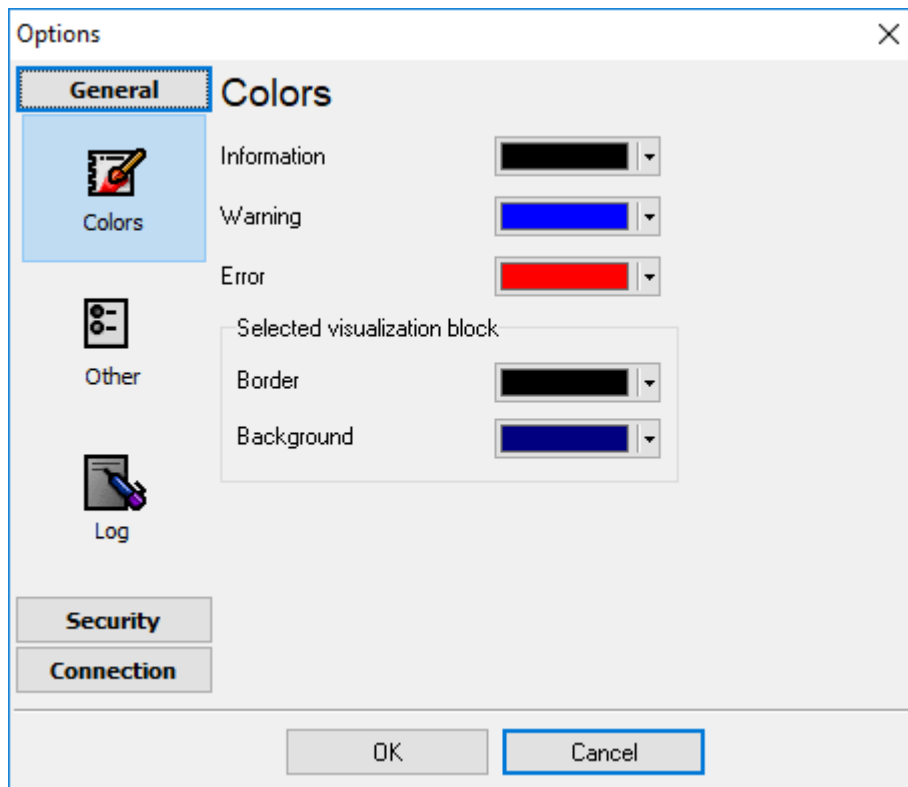 Options
General
Colors
Other
Log
Security
Connection
Colors
Information
Warning
Error
Selected visualization block
Border
Background
OK
Cancel